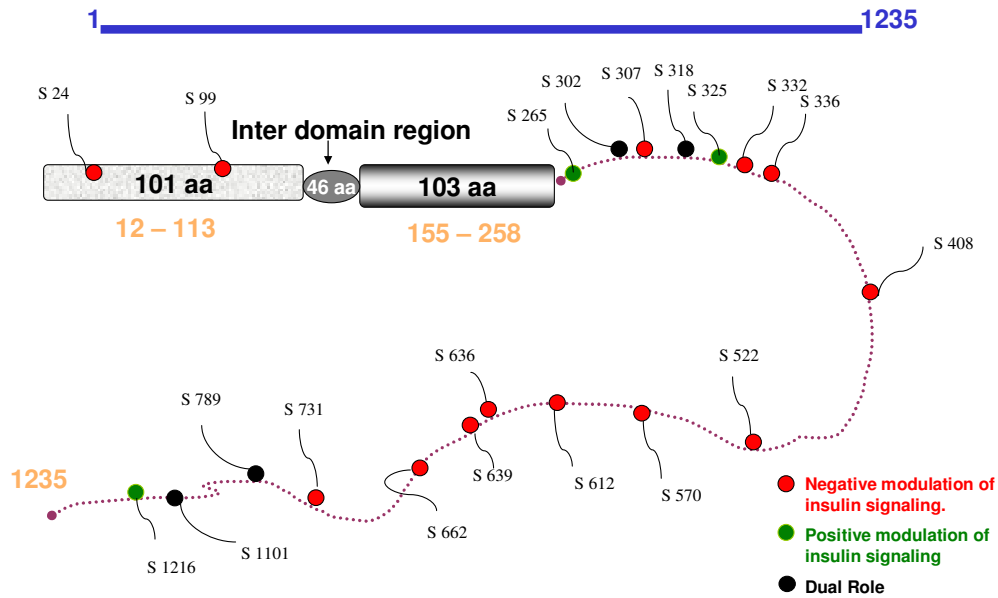 1 1235
S 24
S 99
S 265
S 302
S 307
S 318
S 325
S 332
S 336
Inter domain region
101 aa
46 aa
103 aa
12 – 113
155 – 258
S 408
S 522
S 570
S 612
S 636
S 639
S 662
S 731
S 789
S 1101
S 1216
1235
Negative modulation of
insulin signaling.
Positive modulation of
insulin signaling
Dual Role